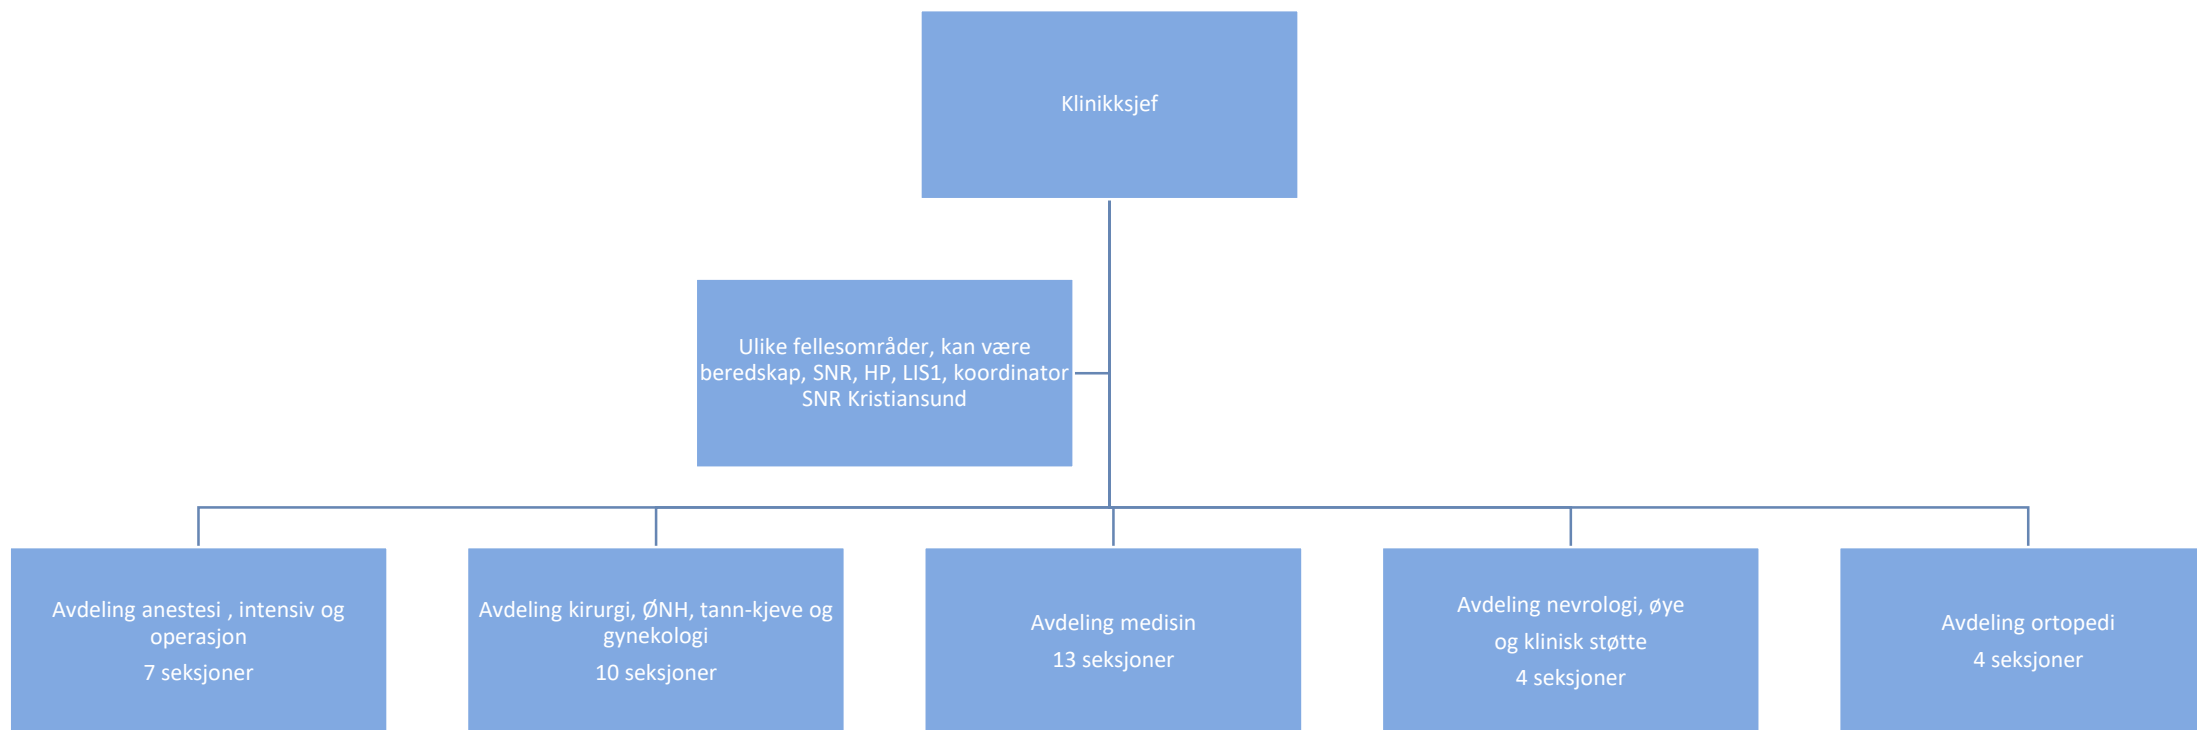 Klinikksjef
Ulike fellesområder, kan være
beredskap, SNR, HP, LIS1, koordinator
SNR Kristiansund
Avdeling anestesi , intensiv og
operasjon
7 seksjoner
Avdeling kirurgi, ØNH, tann-kjeve og
gynekologi
10 seksjoner
Avdeling medisin
13 seksjoner
Avdeling nevrologi, øye
og klinisk støtte
4 seksjoner
Avdeling ortopedi
4 seksjoner